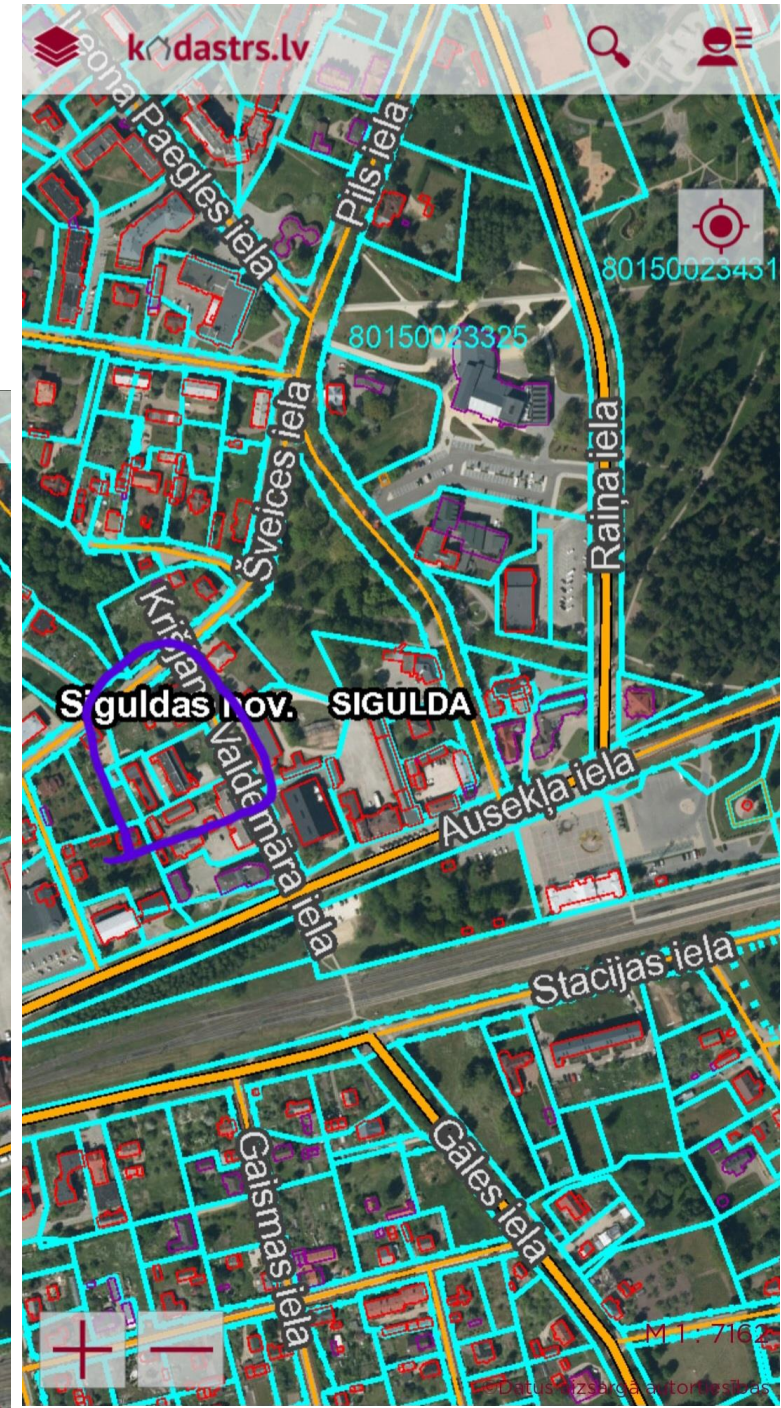 kadastrs.lv
Leona Paegles iela
Pils iela
80150023431
80150023325
Šveices iela
Raiņa iela
Krišjāņa Valdemāra iela
Siguldas nov.
SIGULDA
Ausekļa iela
Stacijas iela
Gāles iela
Gaismas iela
M 1 : 7162
© Datus aizsargā autortiesības